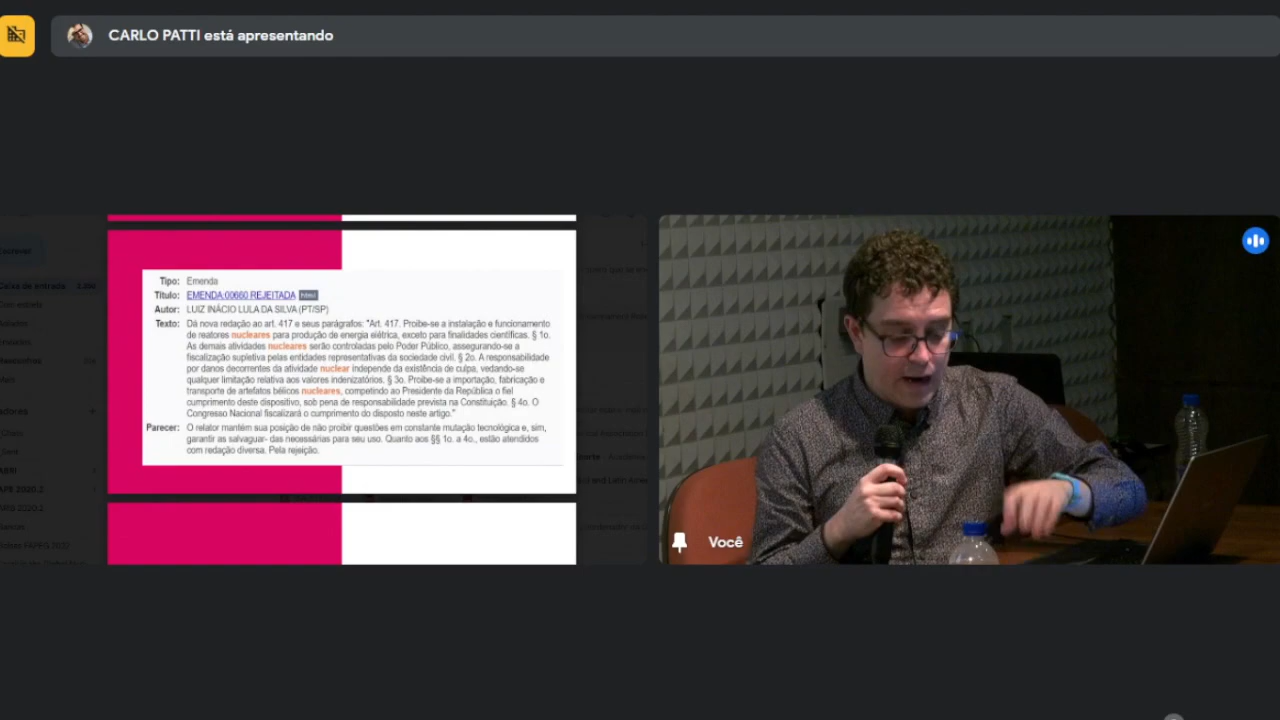 CARLO PATTI está apresentando
Caixa de entrada
Tipo: Emenda
Título: EMENDA:00660 REJEITADA
Autor: LUIZ INÁCIO LULA DA SILVA (PT/SP)
Texto: Dá nova redação ao art. 417 e seus parágrafos: "Art. 417. Proibe-se a instalação e funcionamento
de reatores nucleares para produção de energia elétrica, exceto para finalidades científicas. § 1o.
As demais atividades nucleares serão controladas pelo Poder Público, assegurando-se a
fiscalização supletiva pelas entidades representativas da sociedade civil. § 2o. A responsabilidade
por danos decorrentes da atividade nuclear independe da existência de culpa, vedando-se
qualquer limitação relativa aos valores indenizatórios. § 3o. Proibe-se a importação, fabricação e
transporte de artefatos bélicos nucleares, competindo ao Presidente da República o fiel
cumprimento deste dispositivo, sob pena de responsabilidade prevista na Constituição. § 4o. O
Congresso Nacional fiscalizará o cumprimento do disposto neste artigo."
Parecer: O relator mantém sua posição de não proibir questões em constante mutação tecnológica e, sim,
garantir as salvaguar- das necessárias para seu uso. Quanto aos §§ 1o. a 4o., estão atendidos
com redação diversa. Pela rejeição.
Você